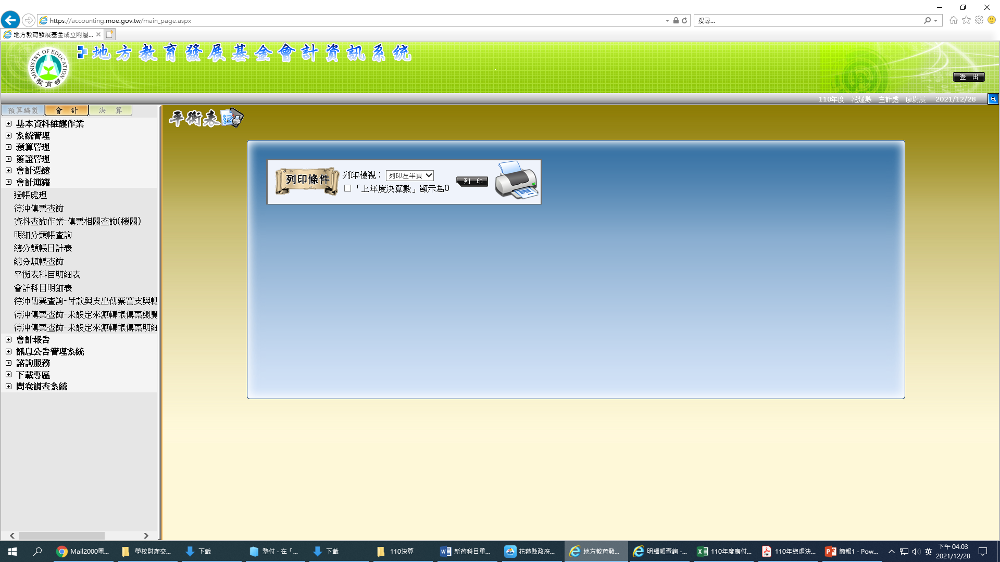 https://accounting.moe.gov.tw/main_page.aspx
搜尋...
地方教育發展基金成立附屬...
地方教育發展基金會計資訊系統
MINISTRY OF EDUCATION
教育部
登 出
110年度 花蓮縣 主計處 廖尉辰 2021/12/28
預算編製 會 計 決 算
平衡表
基本資料維護作業
系統管理
預算管理
簽證管理
會計憑證
會計簿籍
過帳處理
待沖傳票查詢
資料查詢作業-傳票相關查詢(機關)
明細分類帳查詢
總分類帳日計表
總分類帳查詢
平衡表科目明細表
會計科目明細表
待沖傳票查詢-付款與支出傳票實支與轉
待沖傳票查詢-未設定來源轉帳傳票總覽
待沖傳票查詢-未設定來源轉帳傳票明細
會計報告
訊息公告管理系統
諮詢服務
下載專區
問卷調查系統
列印條件
列印檢視： 列印左半頁
「上年度決算數」顯示為0
列 印
Mail2000電...
學校財產交...
下載
墊付 - 在「...
下載
110決算
新舊科目重...
花蓮縣政府...
地方教育發...
明細帳查詢 -...
110年度應付...
110年總處決...
簡報1 - Pow...
英
下午 04:03
2021/12/28